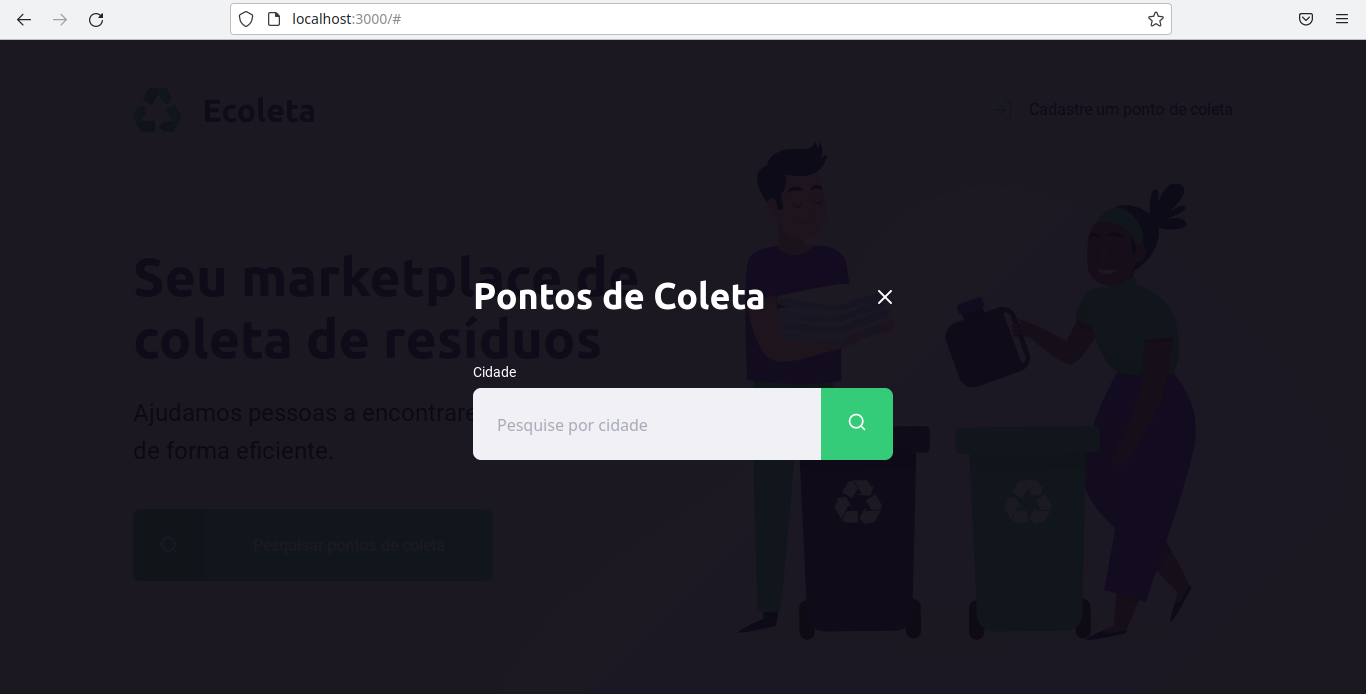 localhost:3000/#
Ecoleta
Cadastre um ponto de coleta
Seu marketplace de
coleta de resíduos
Pontos de Coleta
Cidade
Pesquise por cidade
Ajudamos pessoas a encontrare
de forma eficiente.
Pesquisar pontos de coleta